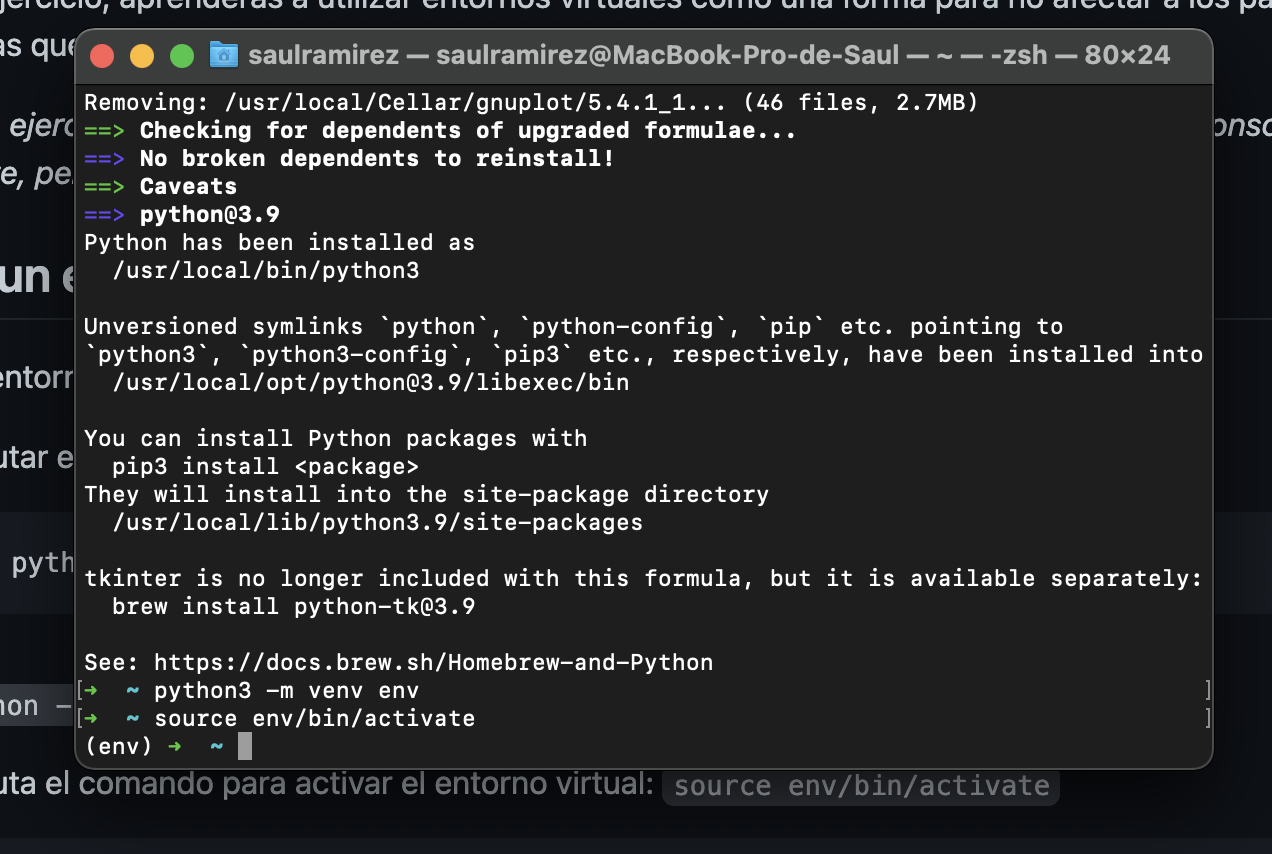 ejercicio, aprenderás a utilizar entornos virtuales como una forma para no afectar a los pa
as que
saulramirez — saulramirez@MacBook-Pro-de-Saul — ~ — -zsh — 80×24
Removing: /usr/local/Cellar/gnuplot/5.4.1_1... (46 files, 2.7MB)
==> Checking for dependents of upgraded formulae...
==> No broken dependents to reinstall!
==> Caveats
==> python@3.9
Python has been installed as
/usr/local/bin/python3
Unversioned symlinks `python`, `python-config`, `pip` etc. pointing to
`python3`, `python3-config`, `pip3` etc., respectively, have been installed into
/usr/local/opt/python@3.9/libexec/bin
You can install Python packages with
pip3 install <package>
They will install into the site-package directory
/usr/local/lib/python3.9/site-packages
tkinter is no longer included with this formula, but it is available separately:
brew install python-tk@3.9
See: https://docs.brew.sh/Homebrew-and-Python
[➜ ~ python3 -m venv env ]
[➜ ~ source env/bin/activate ]
(env) ➜ ~
uta el comando para activar el entorno virtual: source env/bin/activate